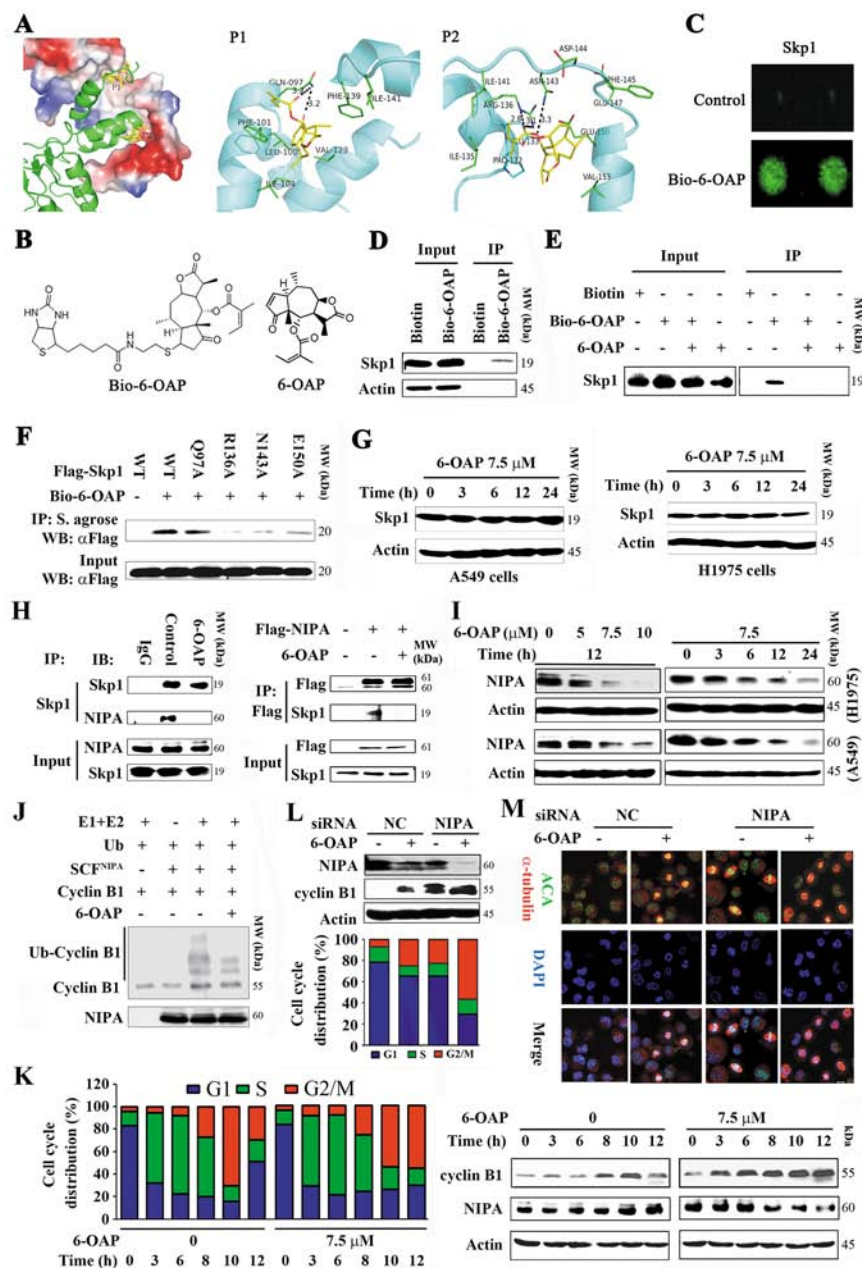 A
P1
P1
GLN-097
3.2
PHE-139
ILE-141
PHE-101
LEU-100
VAL-123
ILE-104
P2
ASP-144
ILE-141
ASN-143
PHE-145
ARG-136
GLU-147
2.8
3.3
GLU-150
ILE-135
PRO-132
VAL-153
C
Skp1
Control
Bio-6-OAP
B
Bio-6-OAP
6-OAP
D
Input IP
Biotin
Bio-6-OAP
Biotin
Bio-6-OAP
MW (kDa)
Skp1 19
Actin 45
E
Input IP
Biotin + - - - + - - -
Bio-6-OAP - + + - - + + -
6-OAP - - + + - - + +
MW (kDa)
Skp1 19
F
Flag-Skp1 WT WT Q97A R136A N143A E150A
Bio-6-OAP - + + + + +
MW (kDa)
IP: S. agrose
WB: αFlag 20
Input
WB: αFlag 20
G
6-OAP 7.5 μM
Time (h) 0 3 6 12 24
Skp1 19
Actin 45
A549 cells
6-OAP 7.5 μM
Time (h) 0 3 6 12 24
MW (kDa)
Skp1 19
Actin 45
H1975 cells
H
IP: IB: IgG Control 6-OAP MW (kDa)
Skp1
Skp1 19
NIPA 60
Input
NIPA 60
Skp1 19
Flag-NIPA - + +
6-OAP - - +
MW (kDa)
IP: Flag
Flag 61
60
Skp1 19
Input
Flag 61
Skp1 19
I
6-OAP (μM) 0 5 7.5 10 7.5
Time (h) 12 0 3 6 12 24
MW (kDa)
NIPA 60
Actin 45
(H1975)
NIPA 60
Actin 45
(A549)
J
E1+E2 + - + +
Ub + + + +
SCF^NIPA - + + +
Cyclin B1 + + + +
6-OAP - - - +
MW (kDa)
Ub-Cyclin B1
Cyclin B1 55
NIPA 60
L
siRNA NC NIPA
6-OAP - + - +
NIPA 60
cyclin B1 55
Actin 45
Cell cycle distribution (%)
100
80
60
40
20
0
G1 S G2/M
M
siRNA NC NIPA
6-OAP - + - +
α-tubulin ACA
DAPI
Merge
K
G1 S G2/M
Cell cycle distribution (%)
120
100
80
60
40
20
0
6-OAP 0 7.5 μM
Time (h) 0 3 6 8 10 12 0 3 6 8 10 12
6-OAP 0 7.5 μM
Time (h) 0 3 6 8 10 12 0 3 6 8 10 12
kDa
cyclin B1 55
NIPA 60
Actin 45